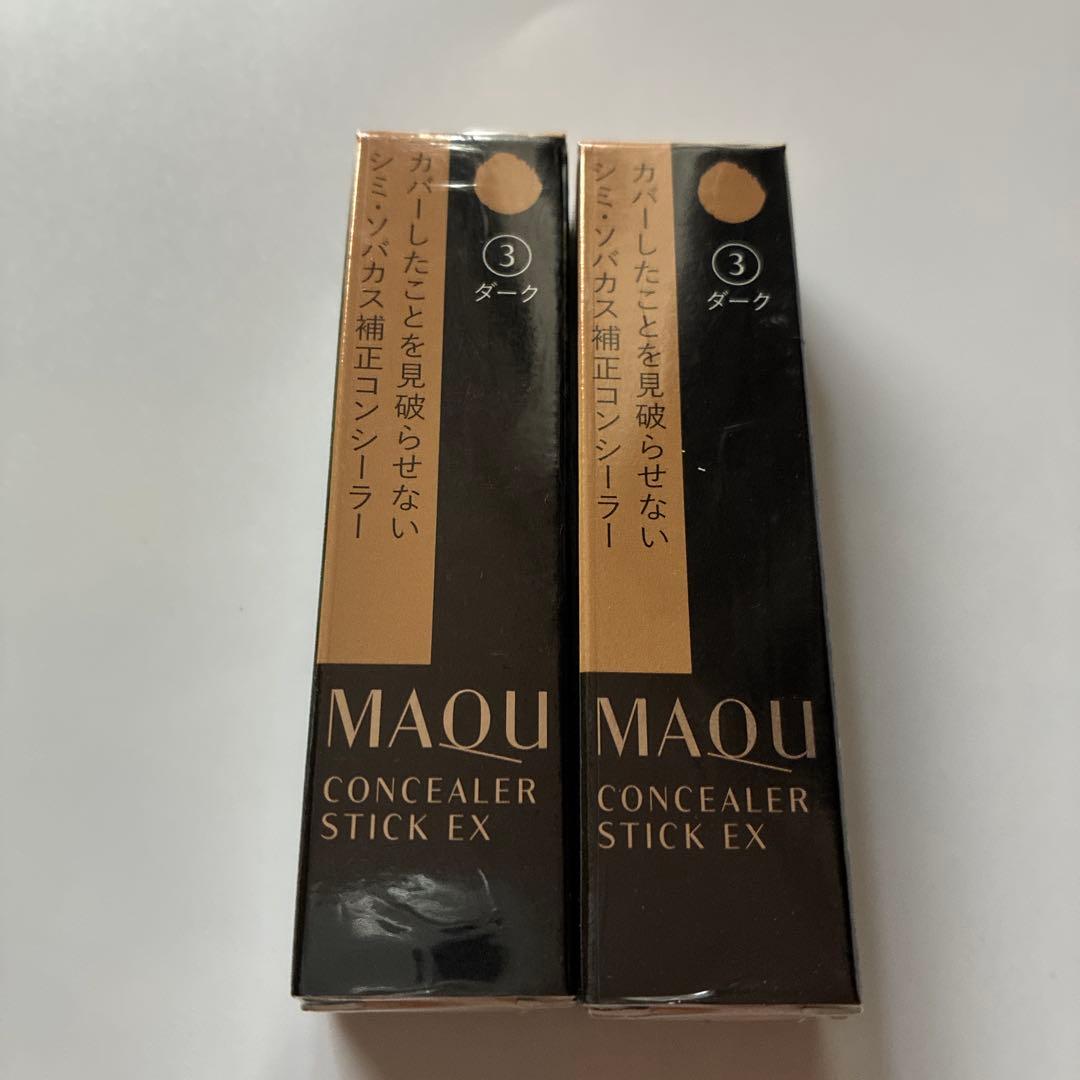 カバーしたことを見破らせない
シミ・ソバカス補正コンシーラー
③
ダーク
MAQU
CONCEALER
STICK EX
カバーしたことを見破らせない
シミ・ソバカス補正コンシーラー
③
ダーク
MAQU
CONCEALER
STICK EX